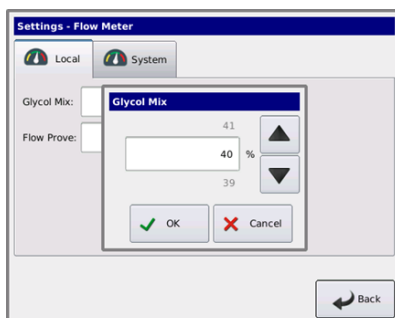 Settings - Flow Meter
Local
System
Glycol Mix:
Flow Prove:
Glycol Mix
41
40 %
39
OK
Cancel
Back